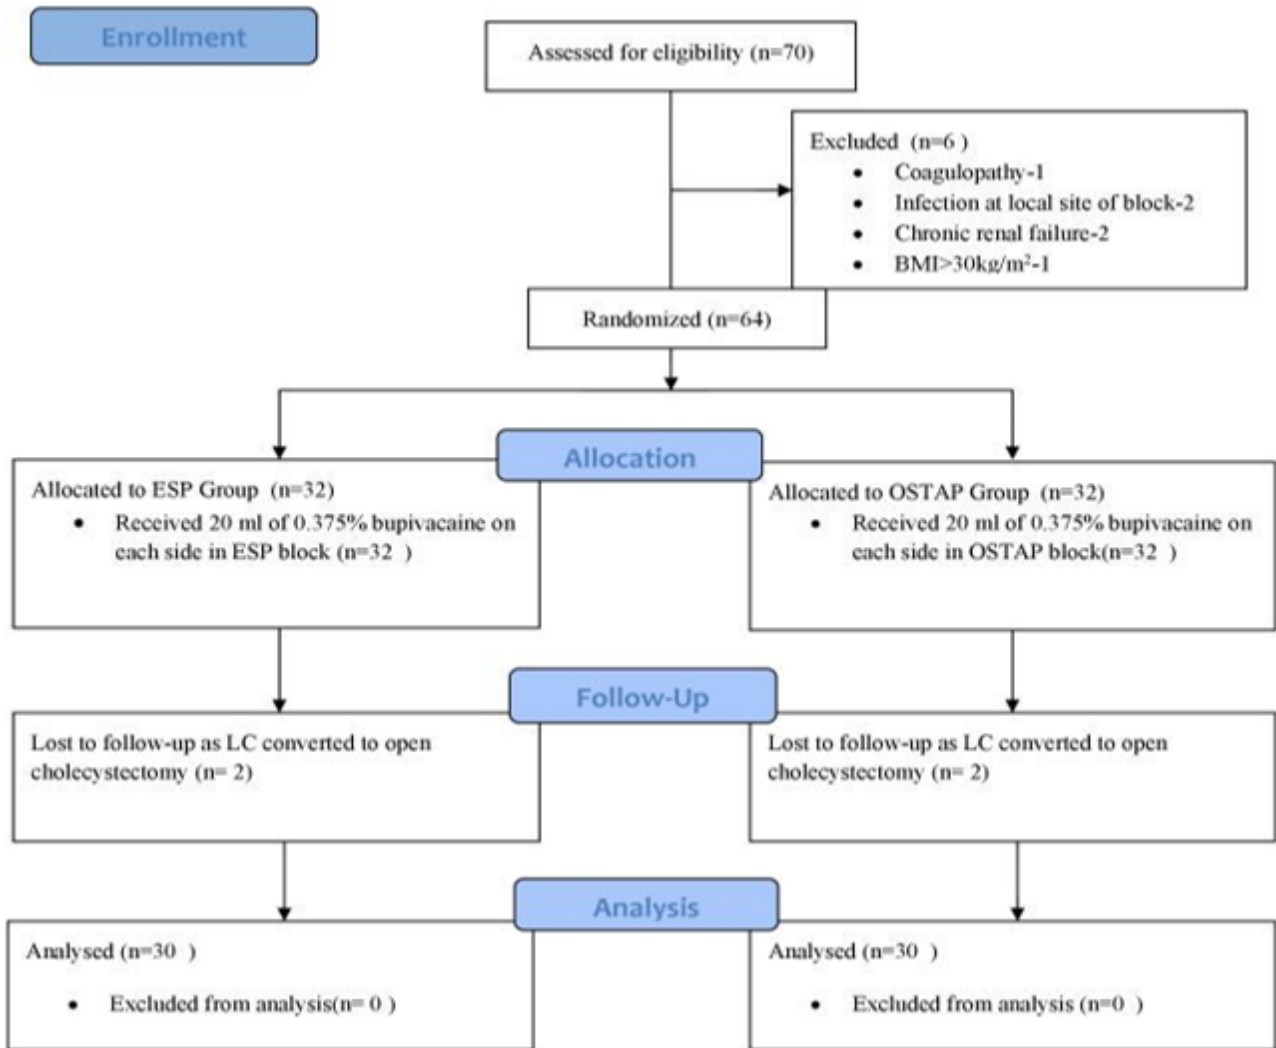 Enrollment
Assessed for eligibility (n=70)
Excluded (n=6 )
• Coagulopathy-1
• Infection at local site of block-2
• Chronic renal failure-2
• BMI>30kg/m²-1
Randomized (n=64)
Allocation
Allocated to ESP Group (n=32)
• Received 20 ml of 0.375% bupivacaine on
each side in ESP block (n=32 )
Allocated to OSTAP Group (n=32)
• Received 20 ml of 0.375% bupivacaine on
each side in OSTAP block(n=32 )
Follow-Up
Lost to follow-up as LC converted to open
cholecystectomy (n= 2)
Lost to follow-up as LC converted to open
cholecystectomy (n= 2)
Analysis
Analysed (n=30 )
• Excluded from analysis(n= 0 )
Analysed (n=30 )
• Excluded from analysis (n=0 )